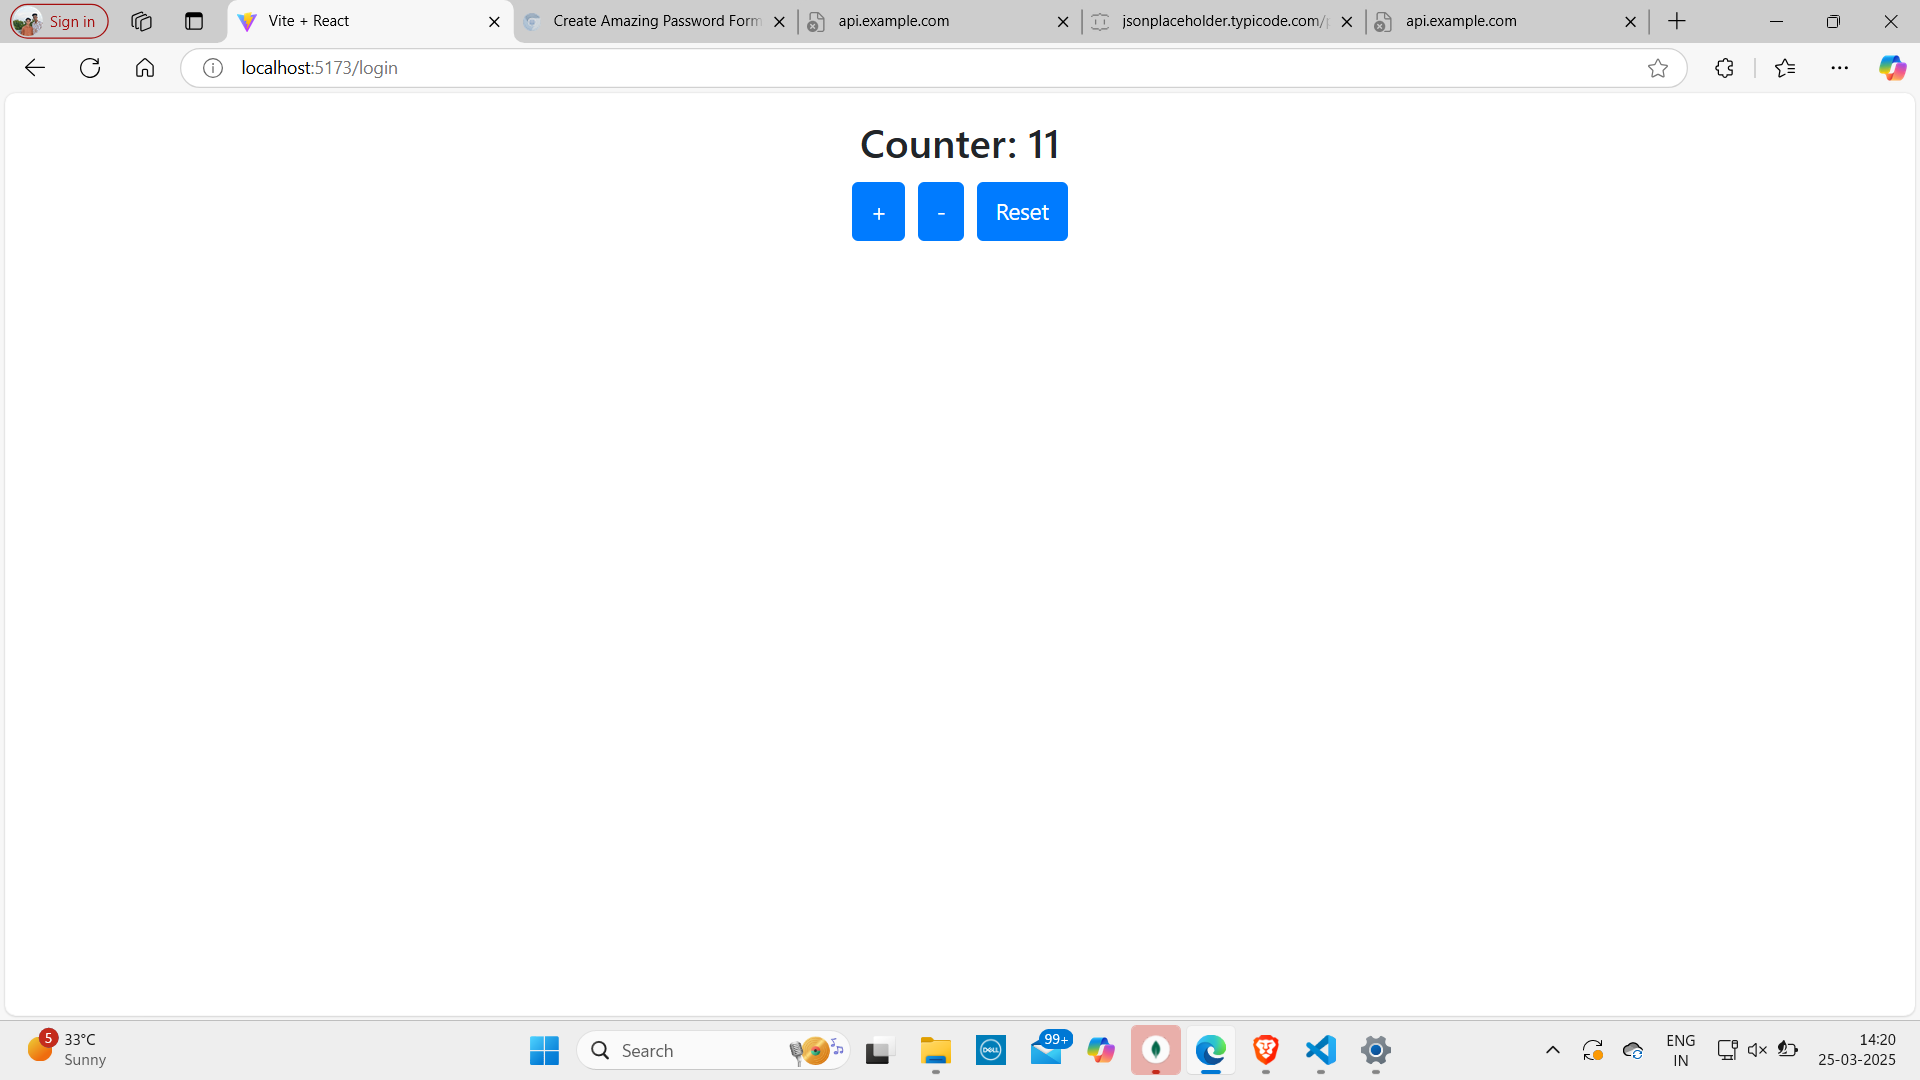 Sign in
Vite + React
Create Amazing Password Form
api.example.com
jsonplaceholder.typicode.com/p
api.example.com
localhost:5173/login
Counter: 11
+ - Reset
5
33°C
Sunny
Search
DELL
99+
ENG
IN
14:20
25-03-2025